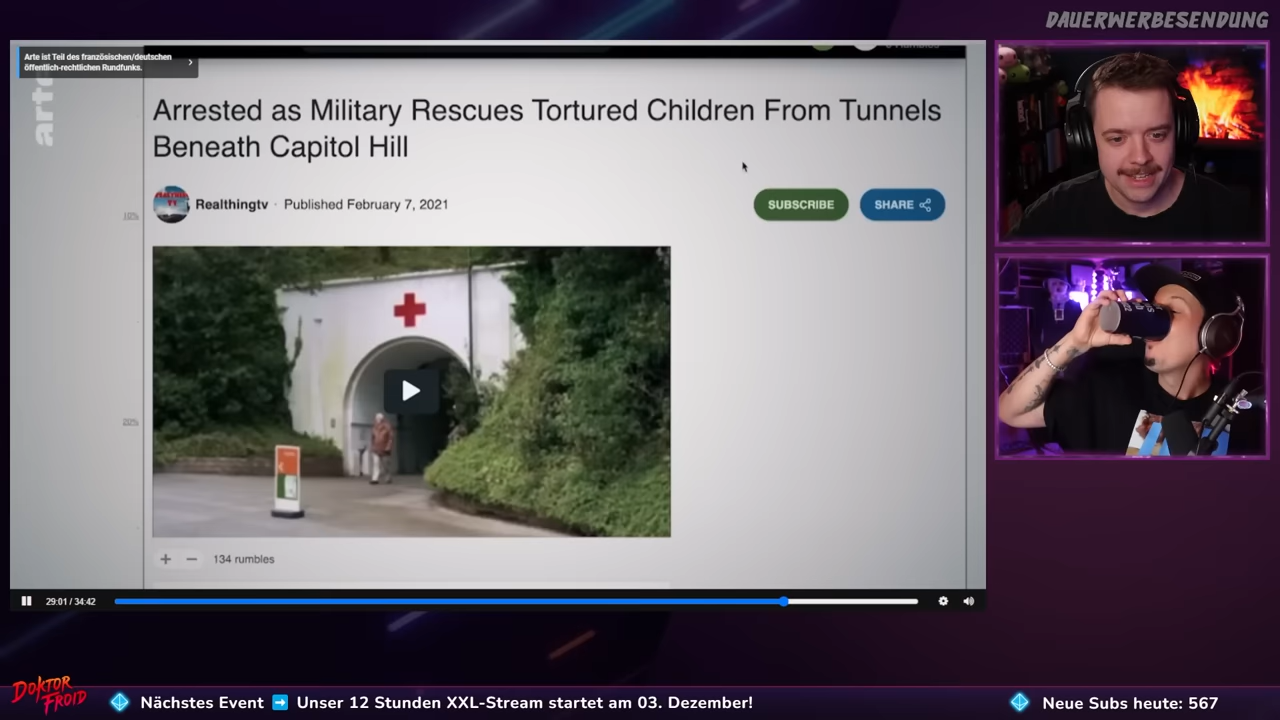 DAUERWERBESENDUNG
Arte ist Teil des französischen/deutschen
öffentlich-rechtlichen Rundfunks.
arte
Arrested as Military Rescues Tortured Children From Tunnels
Beneath Capitol Hill
Realthingtv · Published February 7, 2021
SUBSCRIBE
SHARE
+ − 134 rumbles
29:01 / 34:42
DOKTOR
FROID
Nächstes Event ➡ Unser 12 Stunden XXL-Stream startet am 03. Dezember!
Neue Subs heute: 567